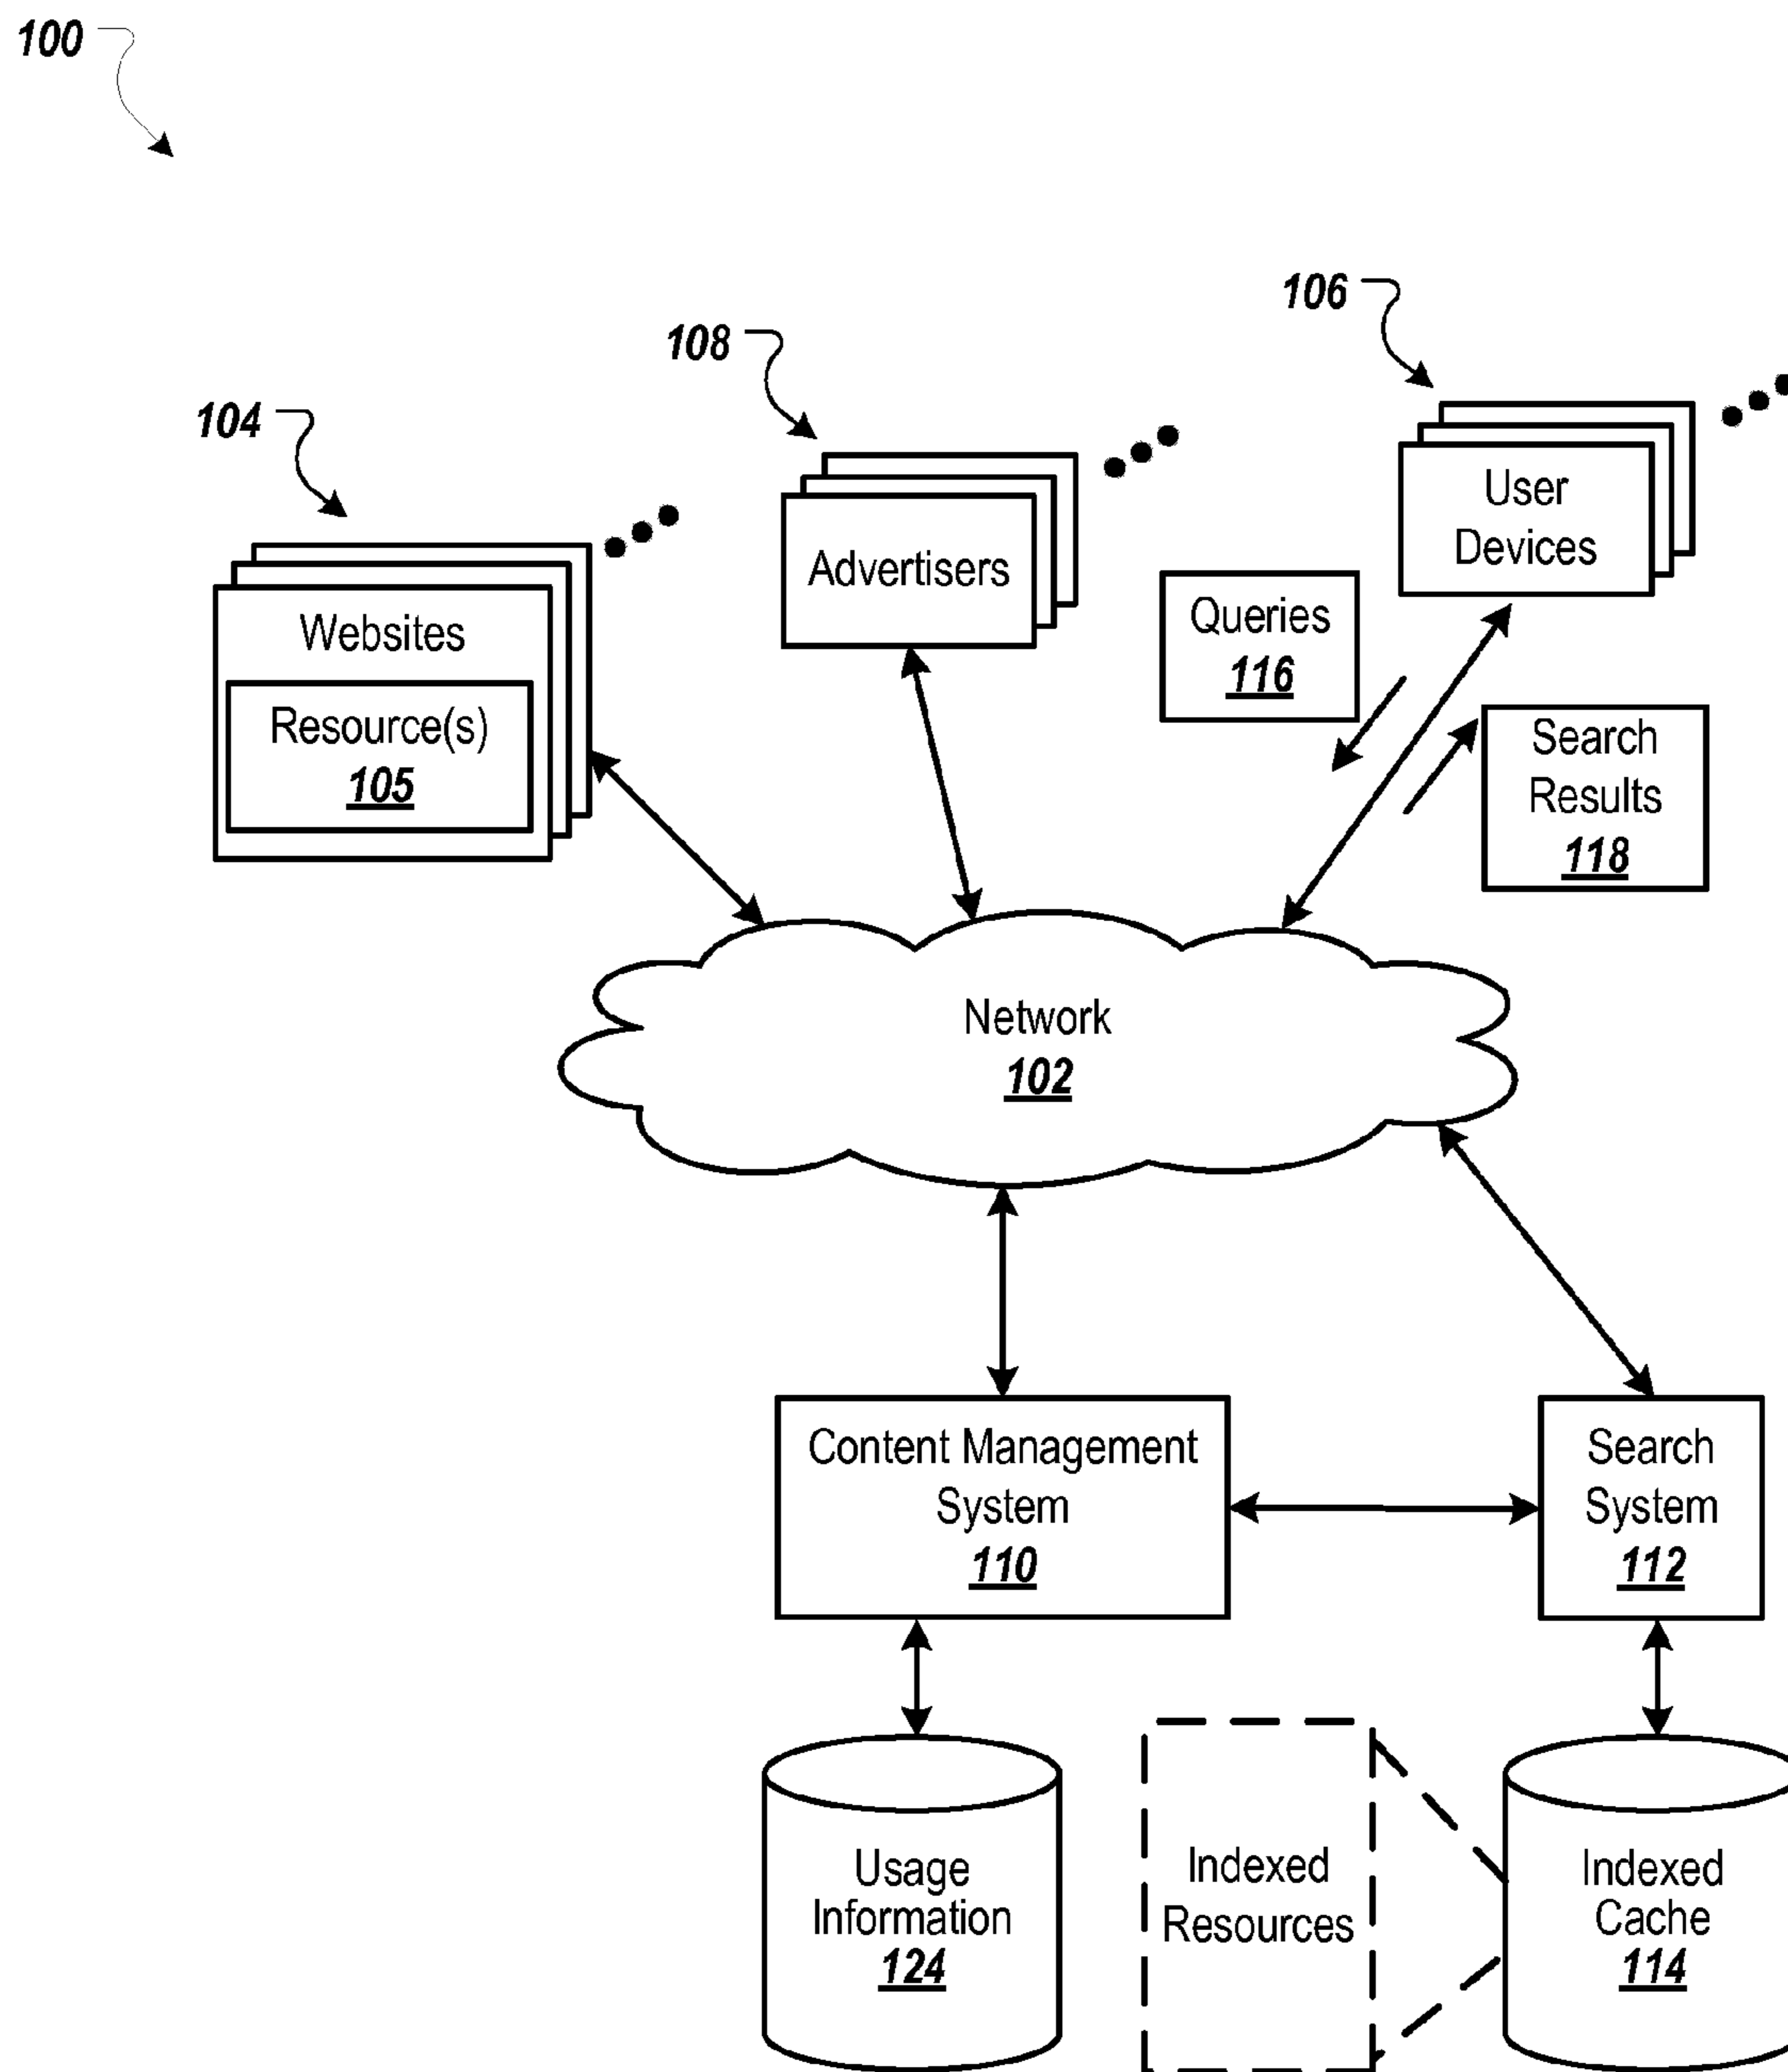 100
106
108
104
User
Devices
Advertisers
Queries
116
Websites
Resource(s)
105
Search
Results
118
Network
102
Content Management
System
110
Search
System
112
Usage
Information
124
Indexed
Resources
Indexed
Cache
114